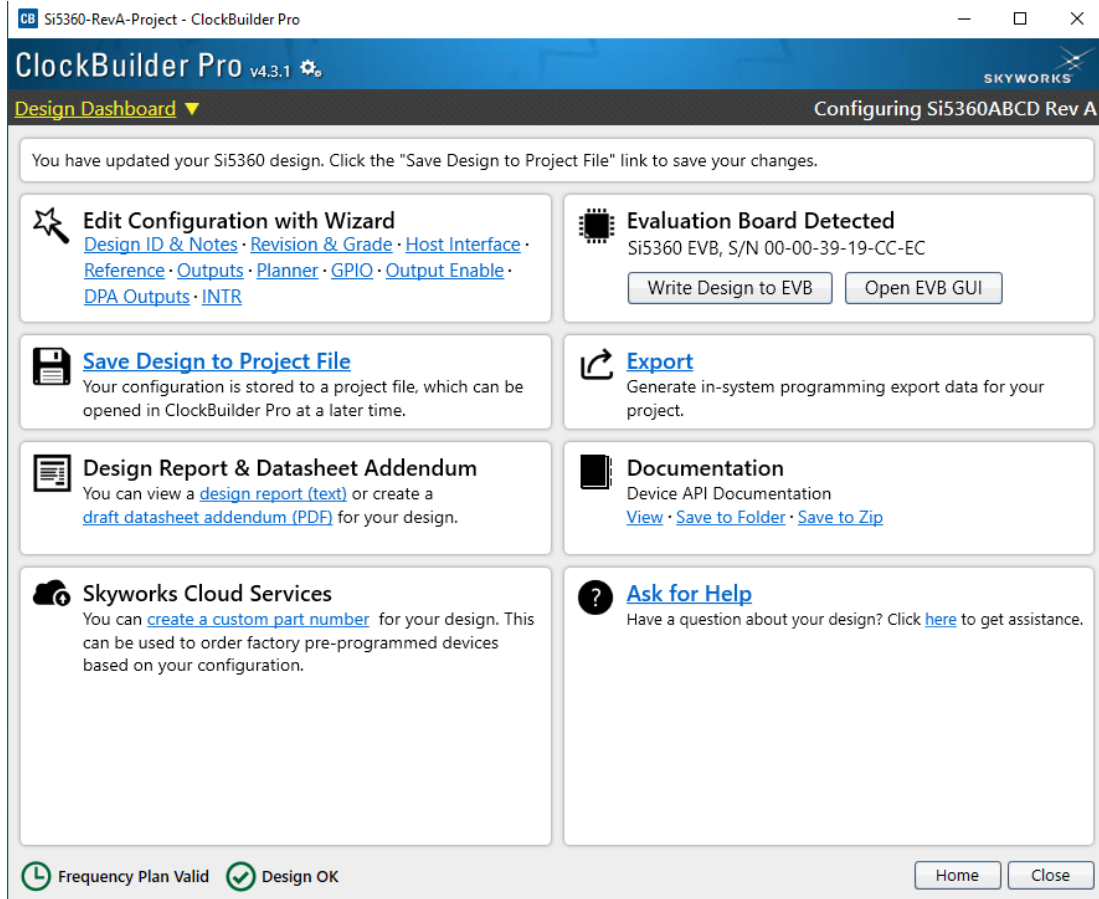 CB Si5360-RevA-Project - ClockBuilder Pro
ClockBuilder Pro v4.3.1
SKYWORKS
Design Dashboard ▼
Configuring Si5360ABCD Rev A
You have updated your Si5360 design. Click the "Save Design to Project File" link to save your changes.
Edit Configuration with Wizard
Design ID & Notes · Revision & Grade · Host Interface ·
Reference · Outputs · Planner · GPIO · Output Enable ·
DPA Outputs · INTR
Evaluation Board Detected
Si5360 EVB, S/N 00-00-39-19-CC-EC
Write Design to EVB
Open EVB GUI
Save Design to Project File
Your configuration is stored to a project file, which can be
opened in ClockBuilder Pro at a later time.
Export
Generate in-system programming export data for your
project.
Design Report & Datasheet Addendum
You can view a design report (text) or create a
draft datasheet addendum (PDF) for your design.
Documentation
Device API Documentation
View · Save to Folder · Save to Zip
Skyworks Cloud Services
You can create a custom part number for your design. This
can be used to order factory pre-programmed devices
based on your configuration.
? Ask for Help
Have a question about your design? Click here to get assistance.
Frequency Plan Valid
Design OK
Home
Close